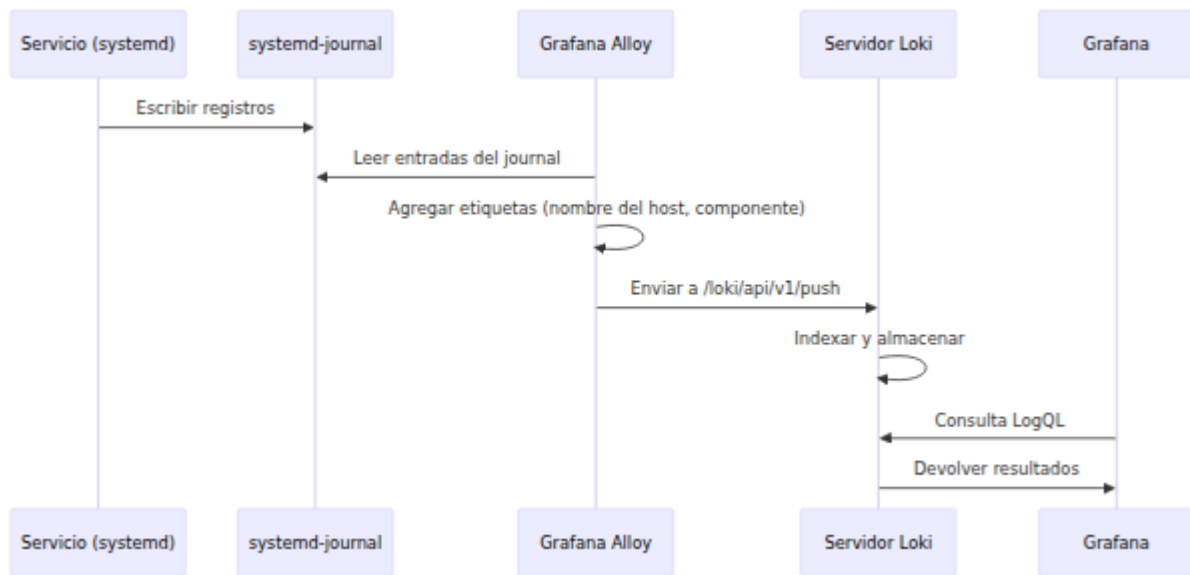 Servicio (systemd)
systemd-journal
Grafana Alloy
Servidor Loki
Grafana
Escribir registros
Leer entradas del journal
Agregar etiquetas (nombre del host, componente)
Enviar a /loki/api/v1/push
Indexar y almacenar
Consulta LogQL
Devolver resultados
Servicio (systemd)
systemd-journal
Grafana Alloy
Servidor Loki
Grafana